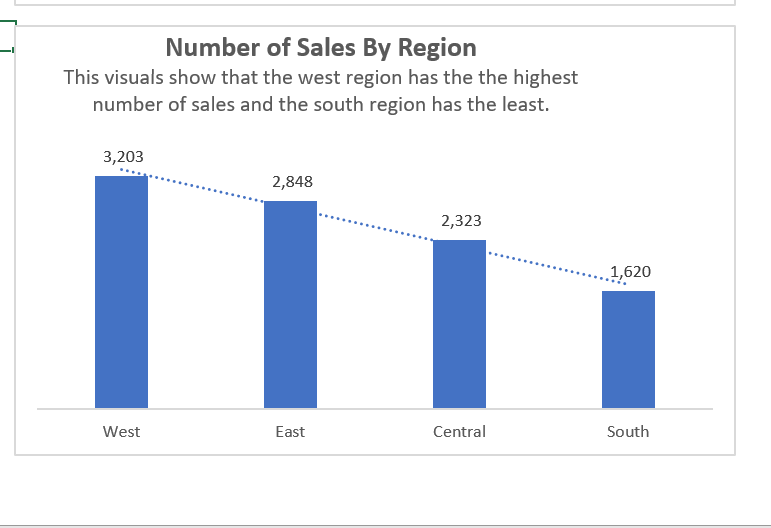 Number of Sales By Region
This visuals show that the west region has the the highest
number of sales and the south region has the least.
3,203
2,848
2,323
1,620
West
East
Central
South